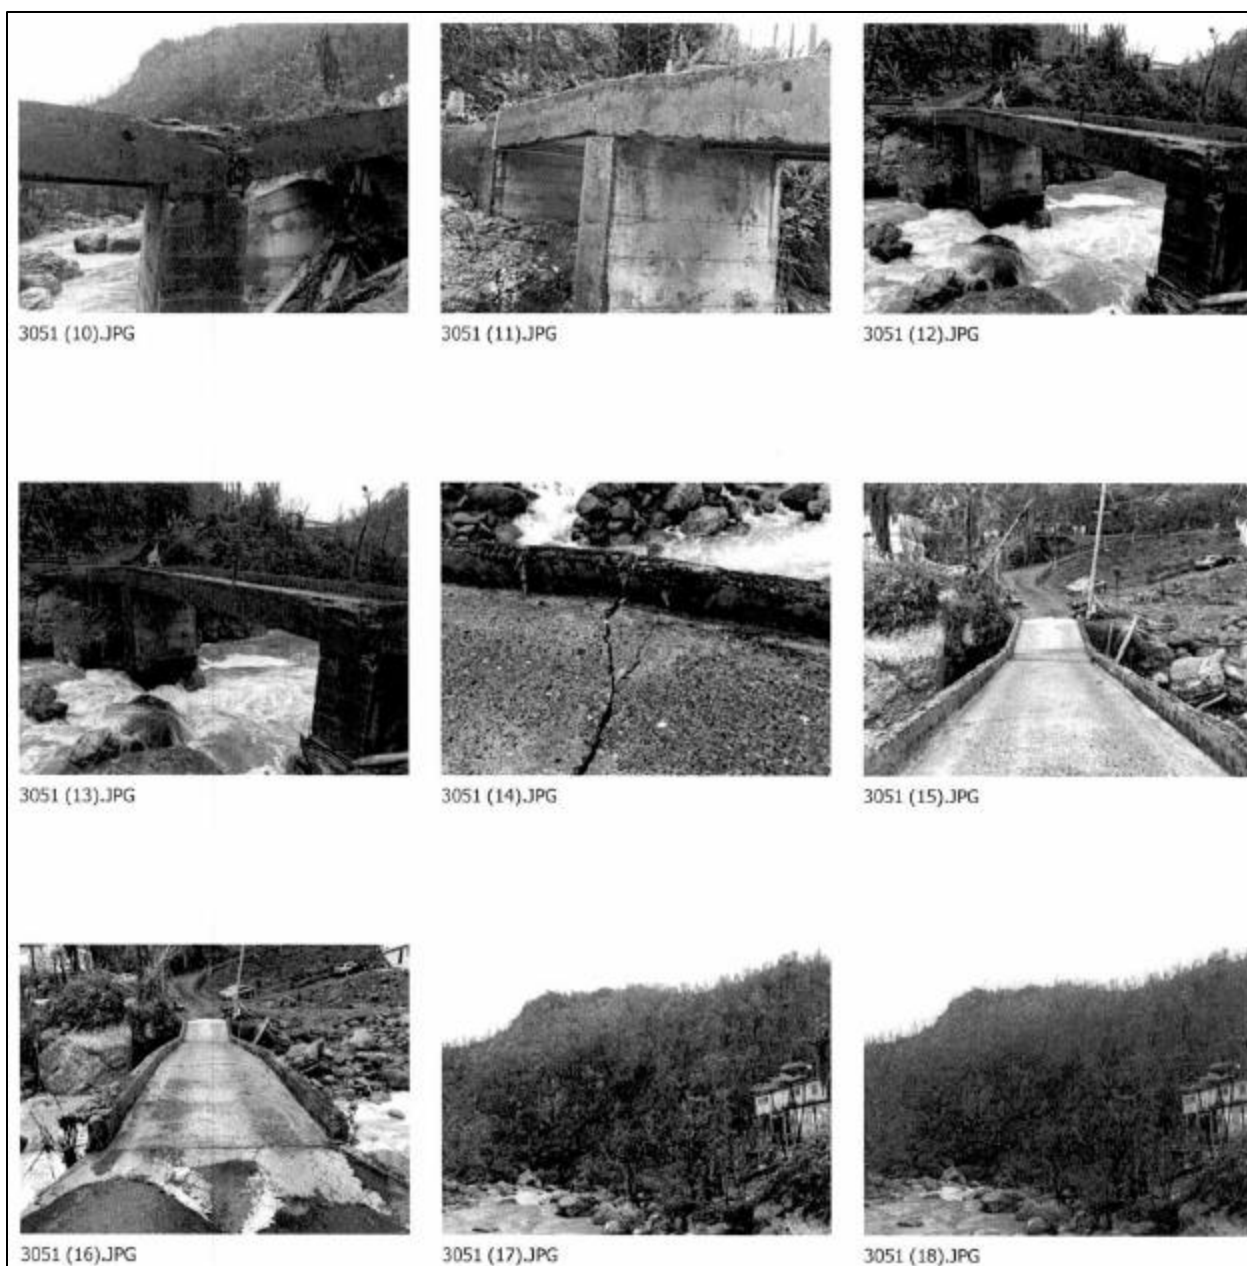 3051 (10).JPG
3051 (11).JPG
3051 (12).JPG
3051 (13).JPG
3051 (14).JPG
3051 (15).JPG
3051 (16).JPG
3051 (17).JPG
3051 (18).JPG